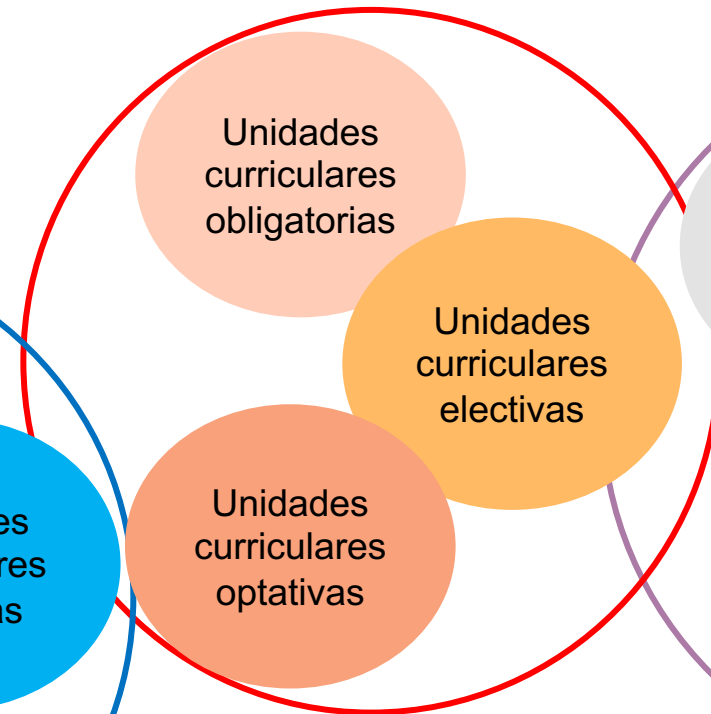 Unidades
curriculares
obligatorias
Unidades
curriculares
electivas
Unidades
curriculares
optativas